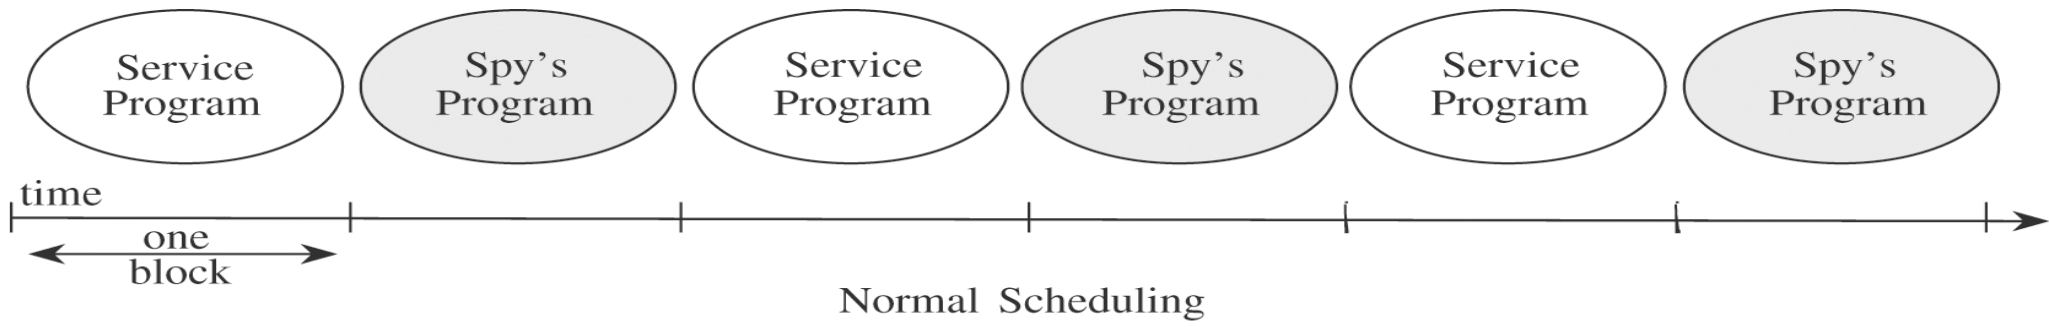 Service
Program
Spy's
Program
Service
Program
Spy's
Program
Service
Program
Spy's
Program
time
one
block
Normal Scheduling